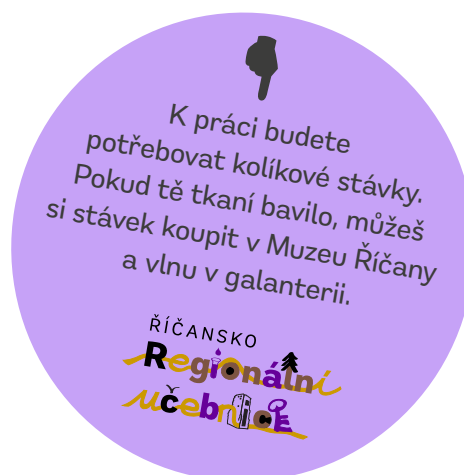 K práci budete
potřebovat kolíkové stávky.
Pokud tě tkaní bavilo, můžeš
si stávek koupit v Muzeu Říčany
a vlnu v galanterii.
ŘÍČANSKO
Regionální
učebnice